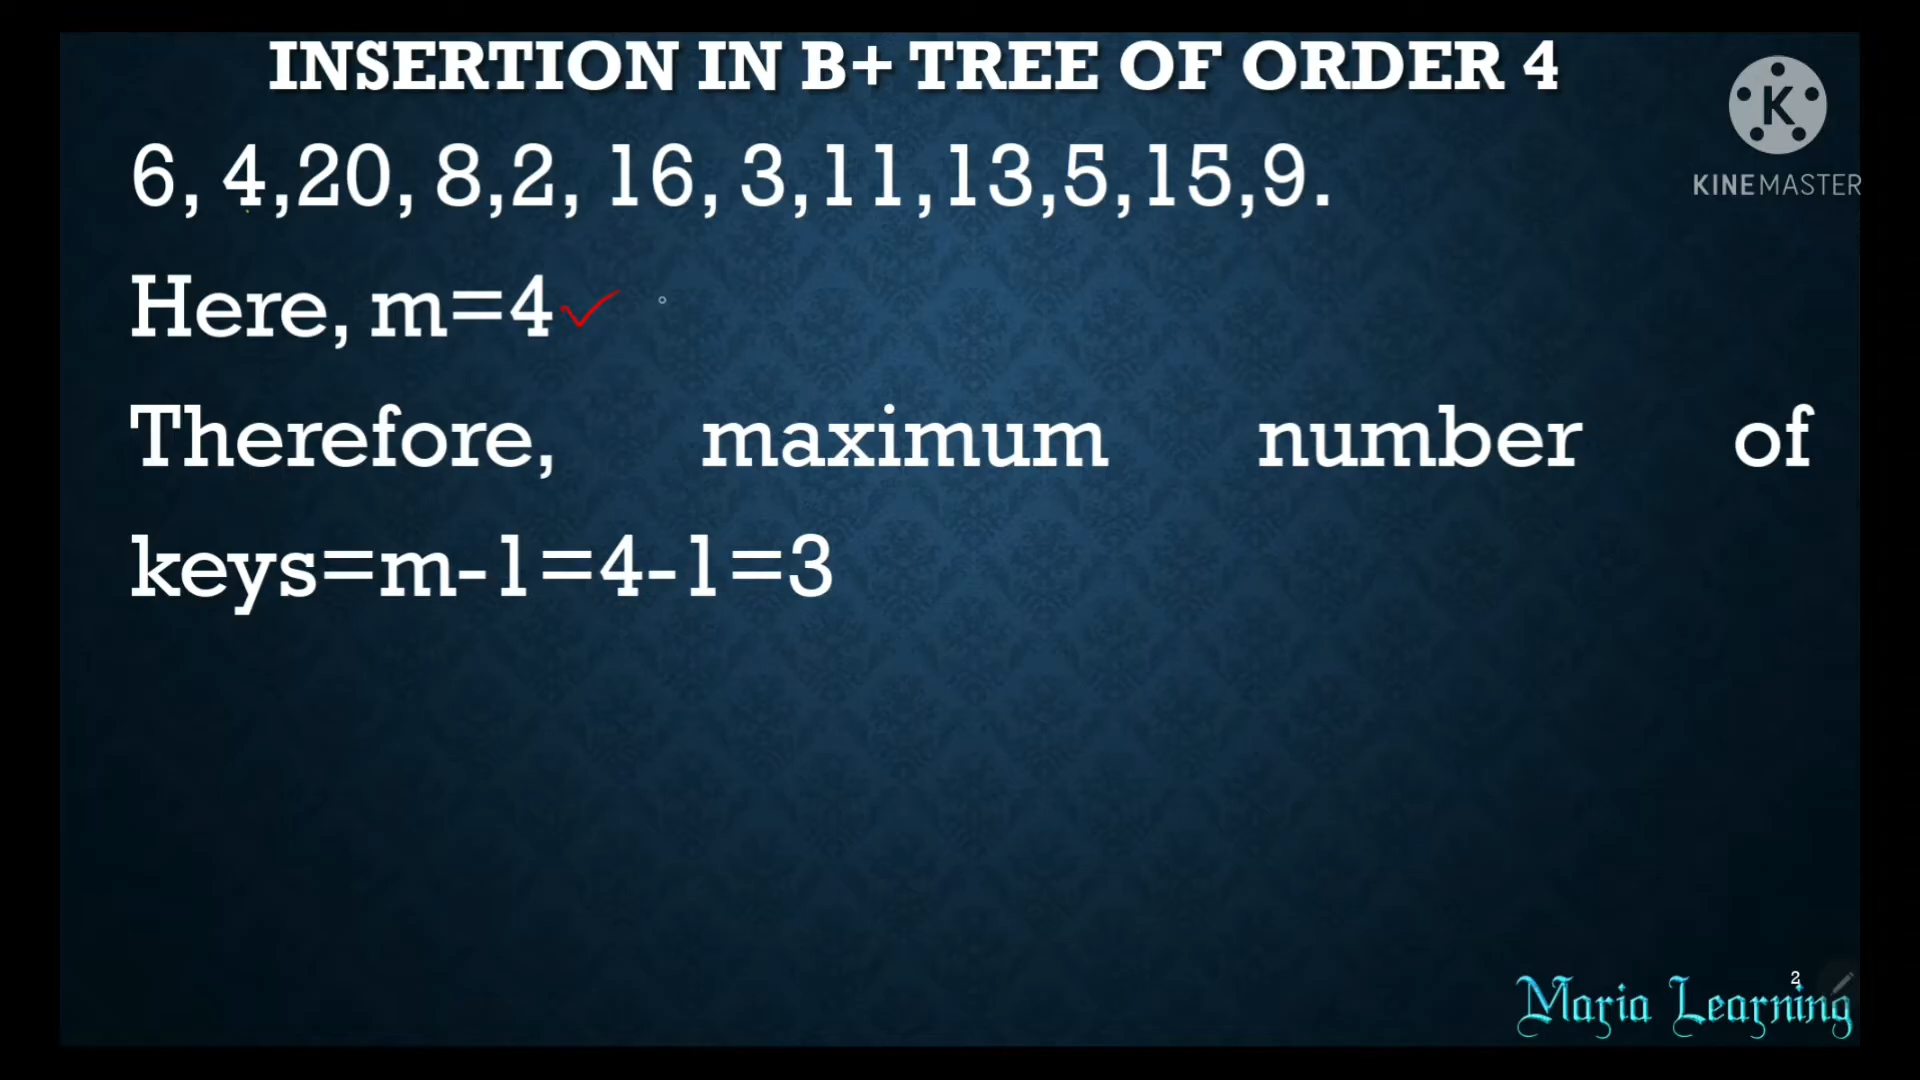 INSERTION IN B+ TREE OF ORDER 4
6, 4,20, 8,2, 16, 3,11,13,5,15,9.
K
KINEMASTER
Here, m=4
Therefore, maximum number of
keys=m-1=4-1=3
2
Maria Learning